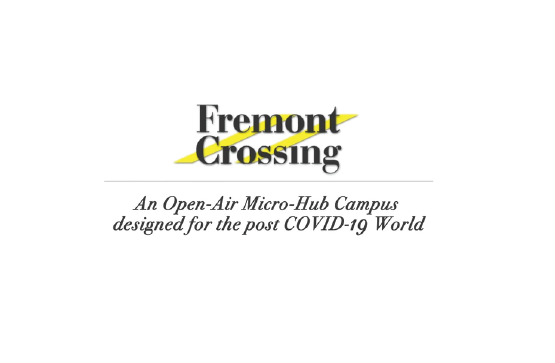 Fremont
Crossing
An Open-Air Micro-Hub Campus
designed for the post COVID-19 World